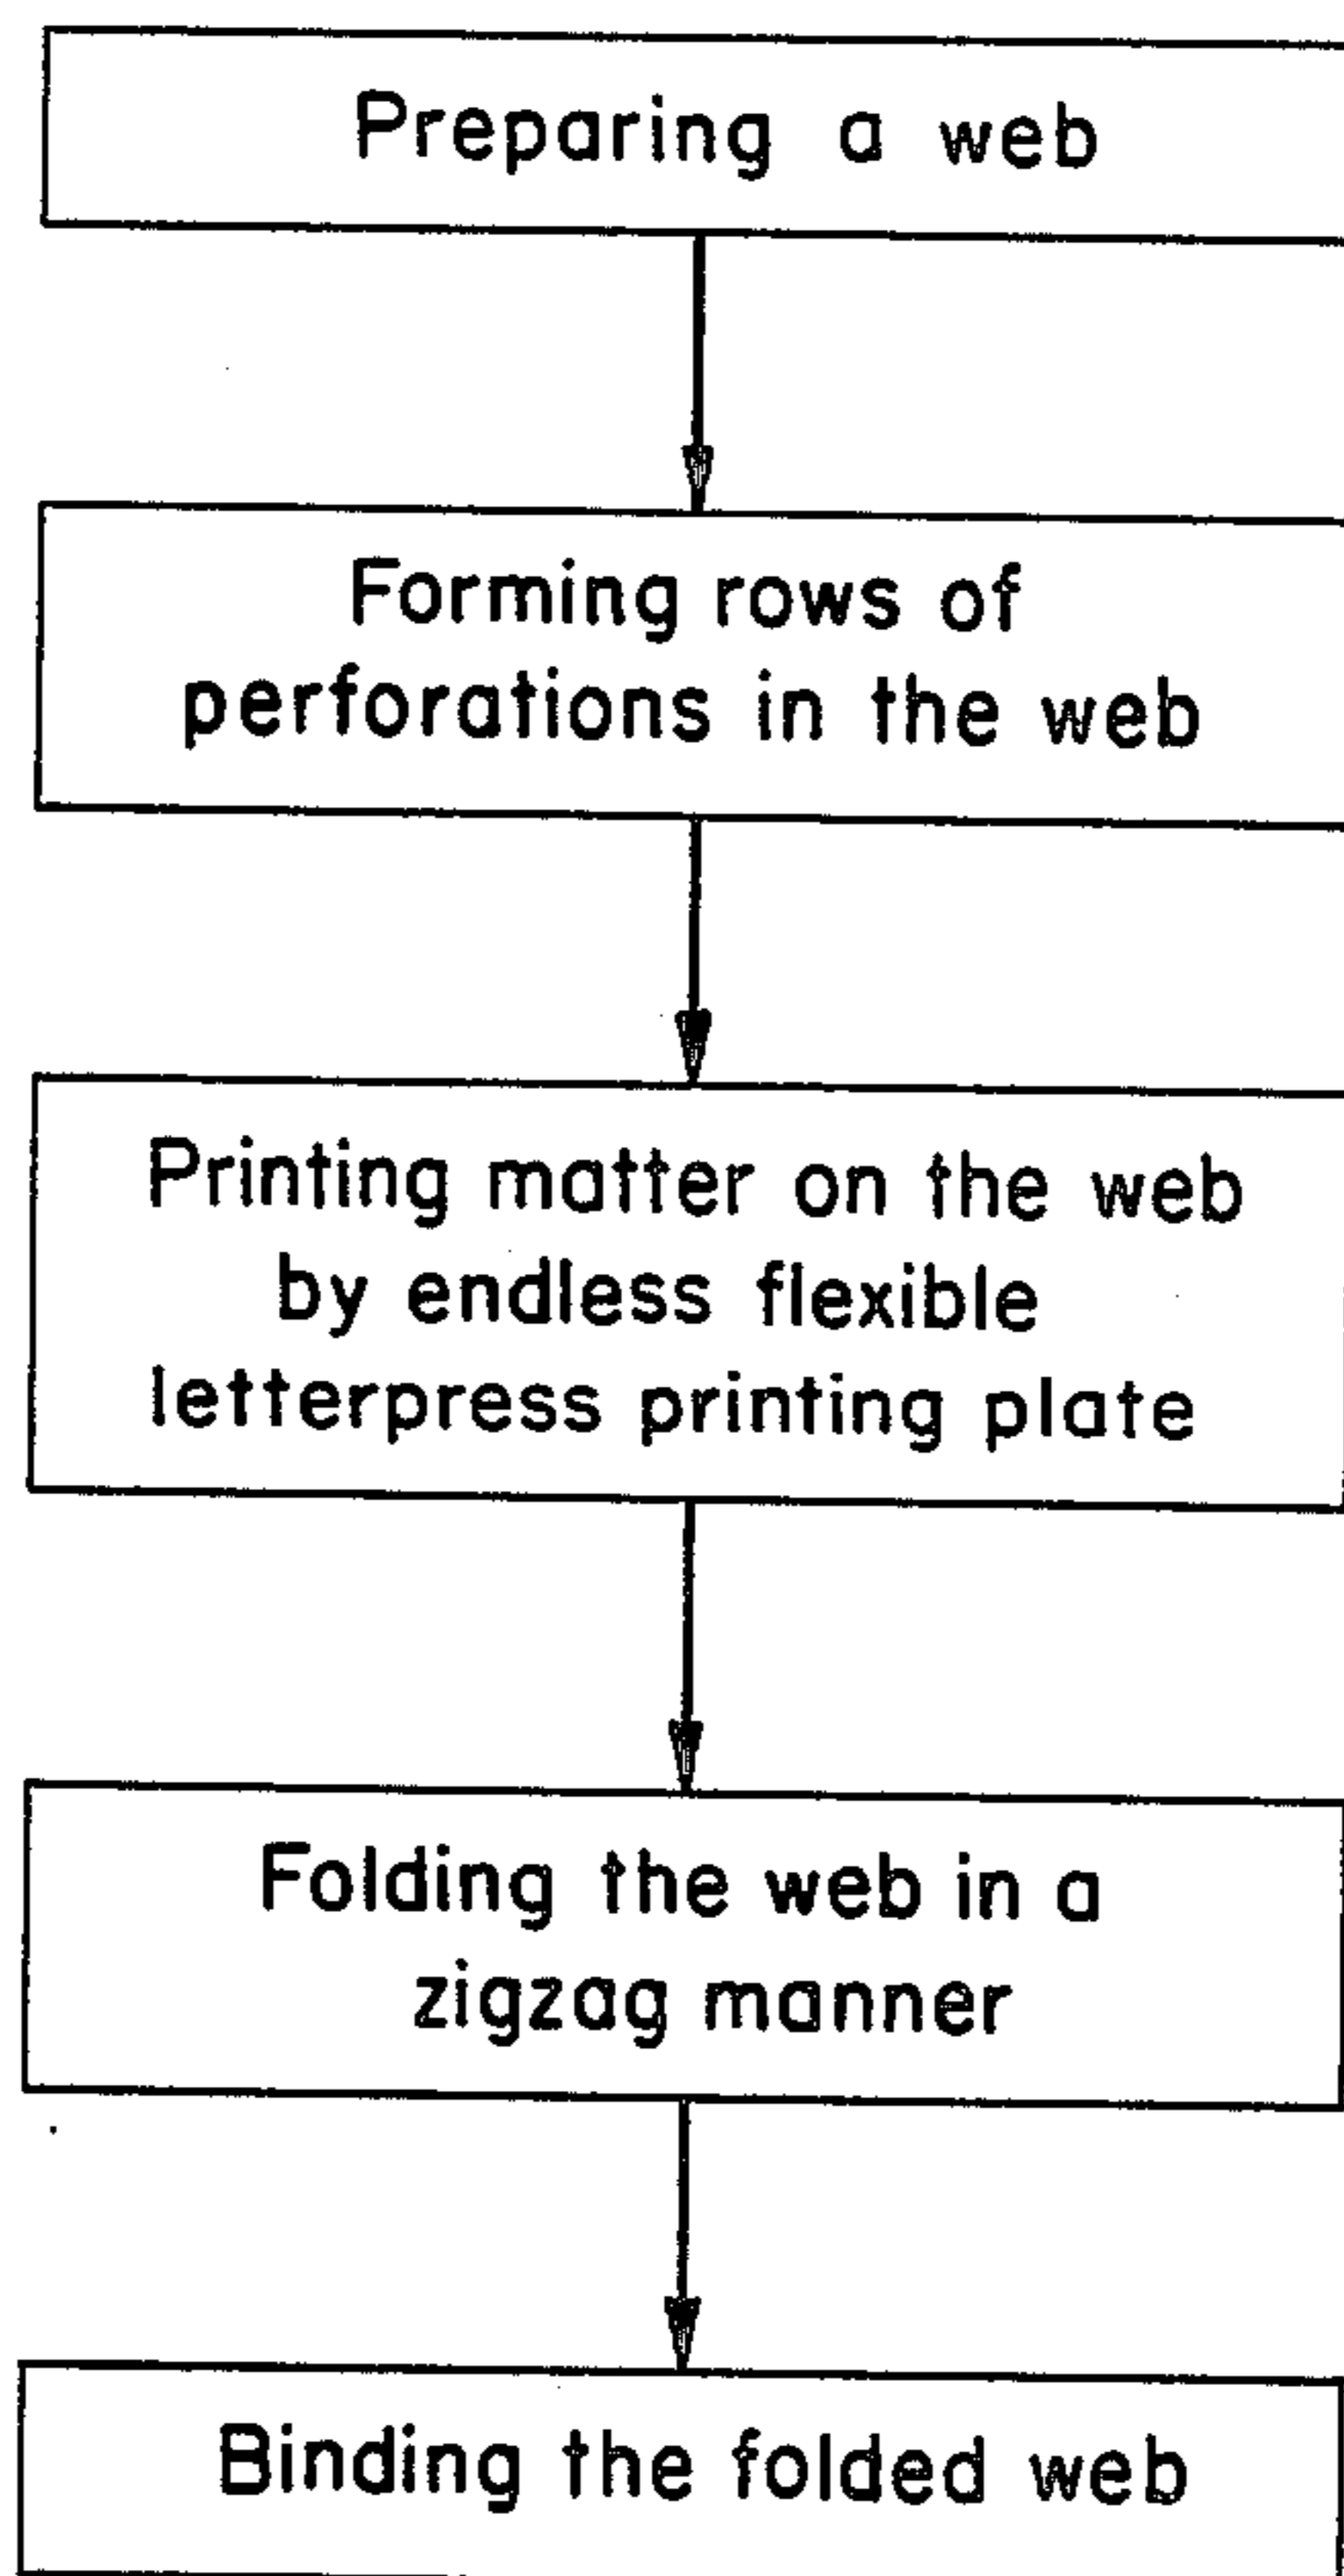 Preparing a web
Forming rows of
perforations in the web
Printing matter on the web
by endless flexible
letterpress printing plate
Folding the web in a
zigzag manner
Binding the folded web